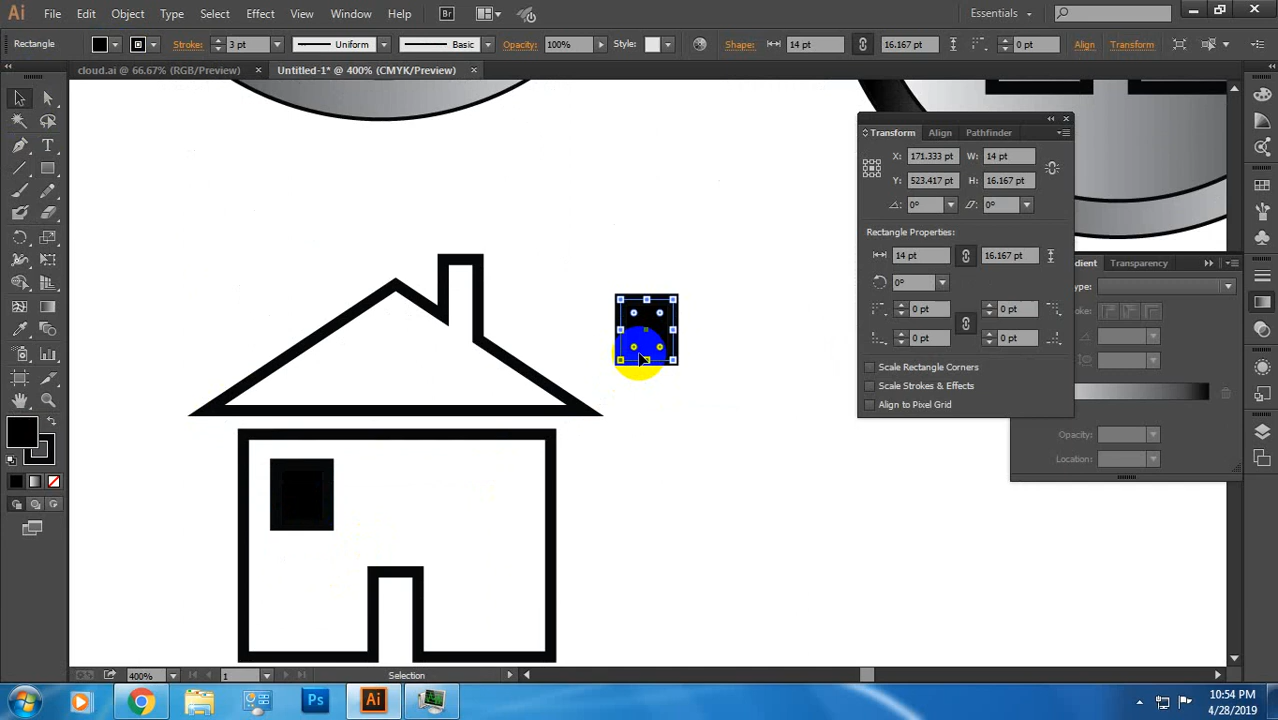 Ai File Edit Object Type Select Effect View Window Help Br Essentials
Rectangle Stroke: 3 pt Uniform Basic Opacity: 100% Style: Shape: 14 pt 16.167 pt 0 pt Align Transform
cloud.ai @ 66.67% (RGB/Preview) × Untitled-1* @ 400% (CMYK/Preview) ×
Transform Align Pathfinder
X: 171.333 pt W: 14 pt
Y: 523.417 pt H: 16.167 pt
0° 0°
Rectangle Properties:
14 pt 16.167 pt
0°
0 pt 0 pt
0 pt 0 pt
Scale Rectangle Corners
Scale Strokes & Effects
Align to Pixel Grid
Transparency
Opacity:
Location:
400% 1 Selection
Ps Ai
10:54 PM
4/28/2019